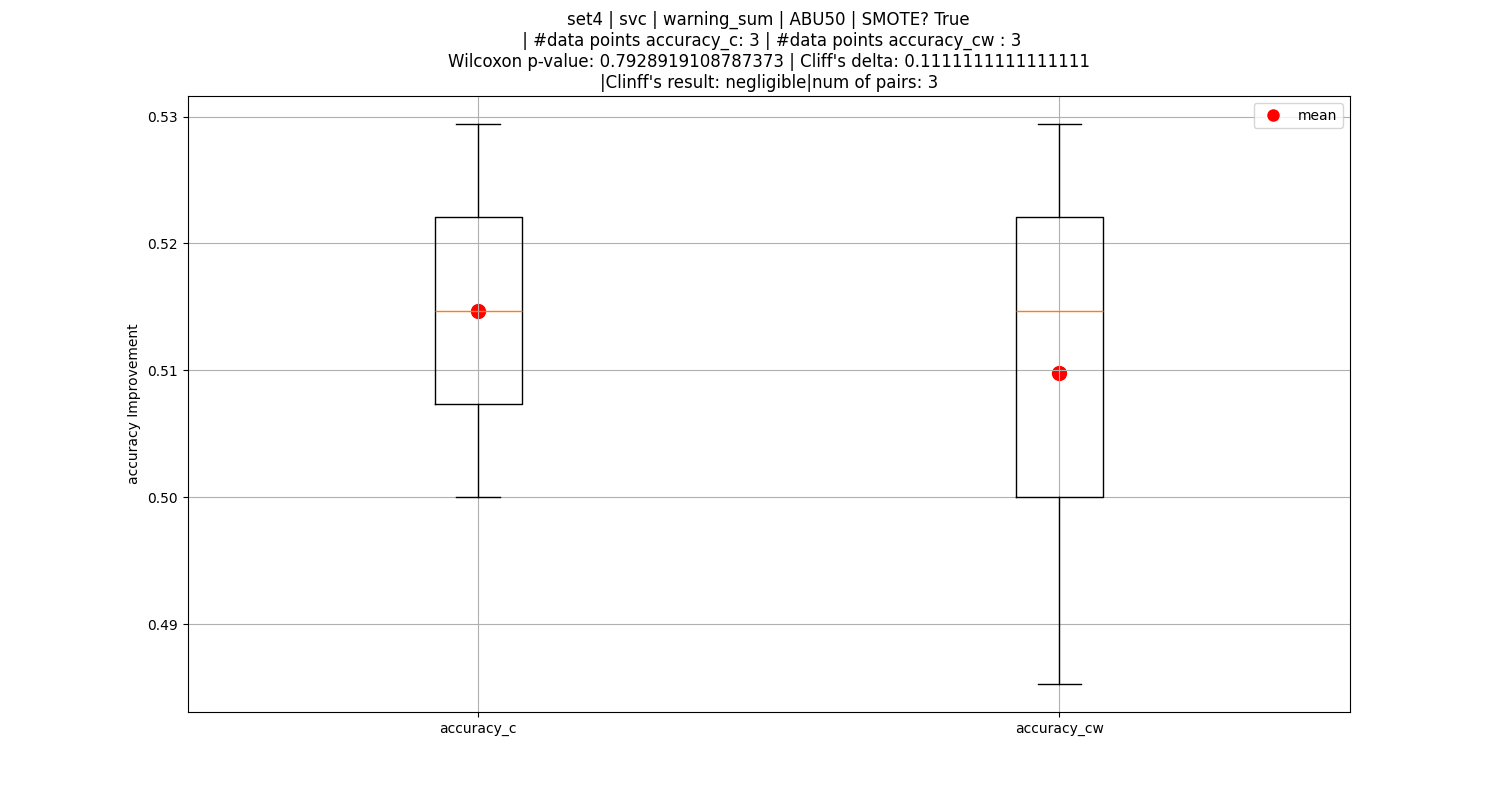 set4 | svc | warning_sum | ABU50 | SMOTE? True
| #data points accuracy_c: 3 | #data points accuracy_cw : 3
Wilcoxon p-value: 0.7928919108787373 | Cliff's delta: 0.1111111111111111
|Clinff's result: negligible|num of pairs: 3
mean
0.53
0.52
0.51
0.50
0.49
accuracy Improvement
accuracy_c
accuracy_cw